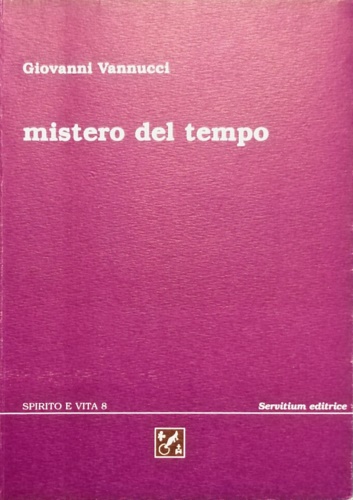 Giovanni Vannucci
mistero del tempo
SPIRITO E VITA 8
Servitium editrice